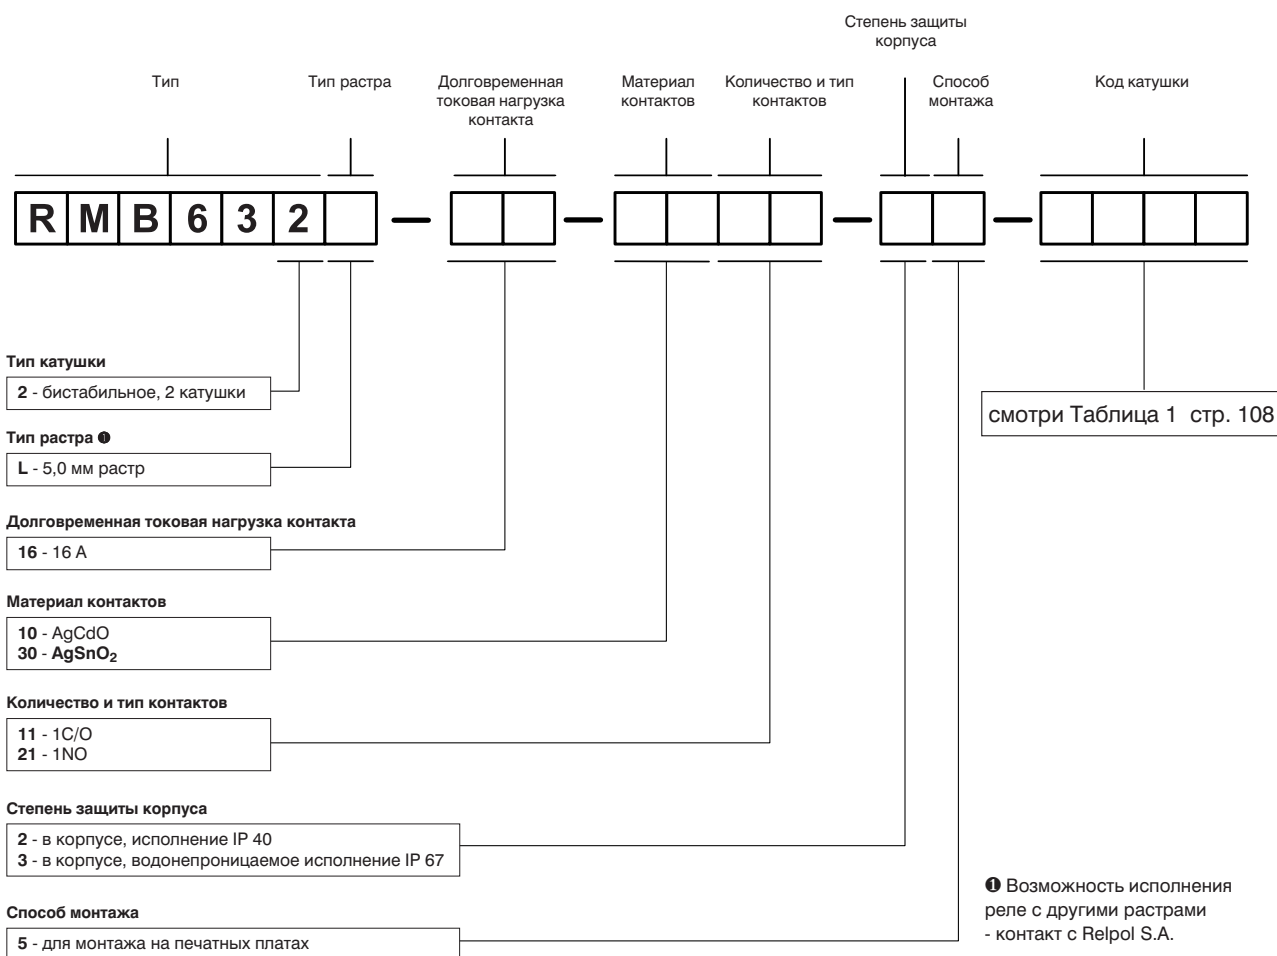 Степень защиты
корпуса
Тип
Тип растра
Долговременная
токовая нагрузка
контакта
Материал
контактов
Количество и тип
контактов
Способ
монтажа
Код катушки
R M B 6 3 2
Тип катушки
2 - бистабильное, 2 катушки
смотри Таблица 1 стр. 108
Тип растра ❶
L - 5,0 мм растр
Долговременная токовая нагрузка контакта
16 - 16 A
Материал контактов
10 - AgCdO
30 - AgSnO₂
Количество и тип контактов
11 - 1C/O
21 - 1NO
Степень защиты корпуса
2 - в корпусе, исполнение IP 40
3 - в корпусе, водонепроницаемое исполнение IP 67
Способ монтажа
5 - для монтажа на печатных платах
❶ Возможность исполнения
реле с другими растрами
- контакт с Relpol S.A.